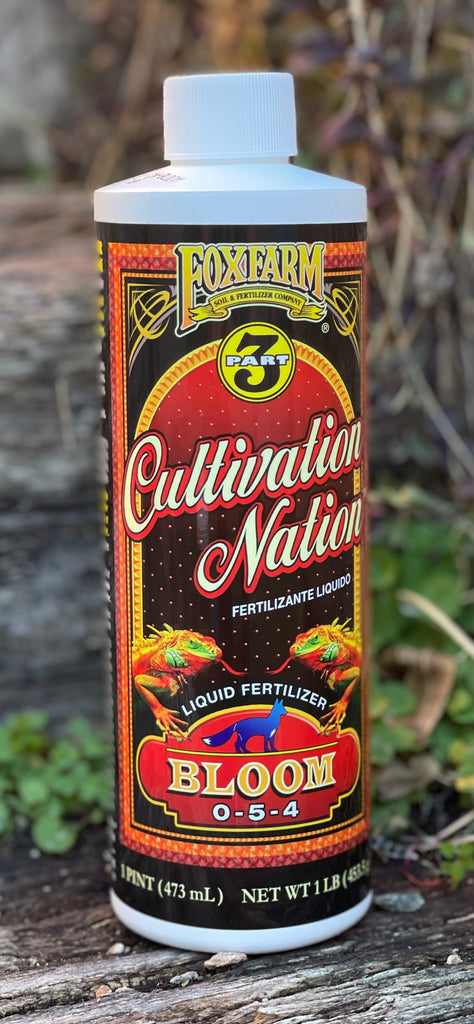 FOXFARM
SOIL & FERTILIZER COMPANY
®
3
PART
Cultivation
Nation
FERTILIZANTE LIQUIDO
LIQUID FERTILIZER
BLOOM
0-5-4
1 PINT (473 mL) NET WT 1 LB